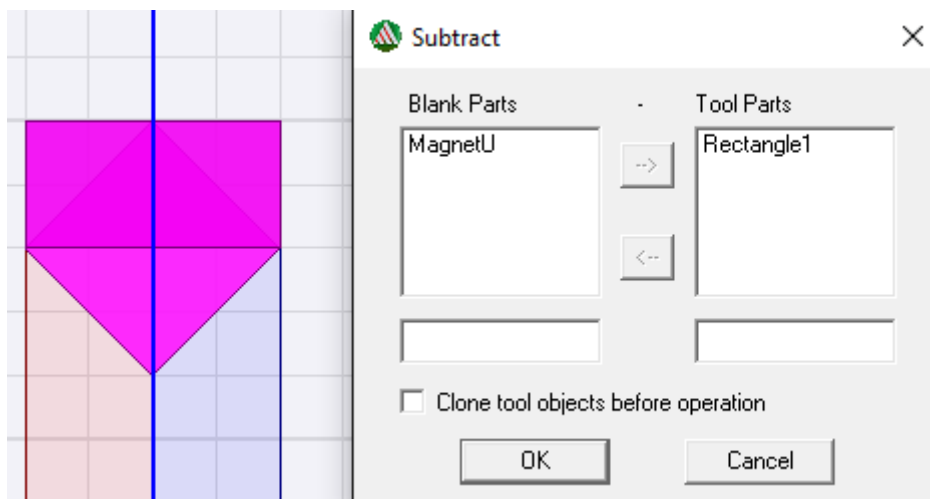 Subtract
Blank Parts - Tool Parts
MagnetU
Rectangle1
-->
<--
Clone tool objects before operation
OK
Cancel